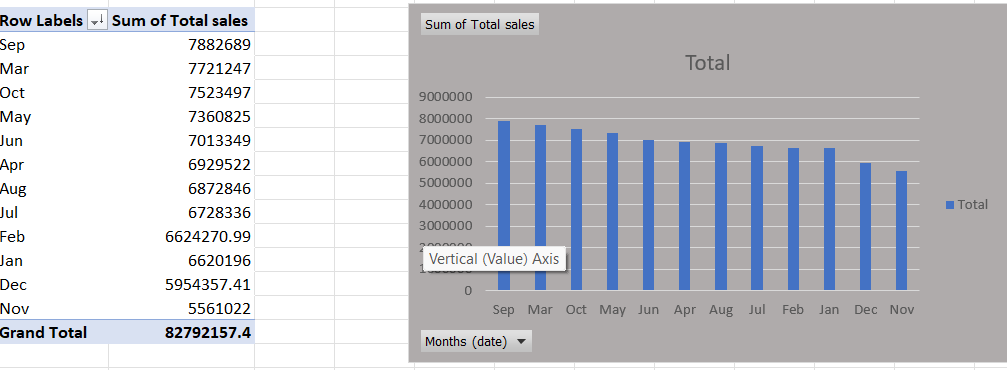 Row Labels Sum of Total sales
Sep 7882689
Mar 7721247
Oct 7523497
May 7360825
Jun 7013349
Apr 6929522
Aug 6872846
Jul 6728336
Feb 6624270.99
Jan 6620196
Dec 5954357.41
Nov 5561022
Grand Total 82792157.4
Sum of Total sales
Total
9000000
8000000
7000000
6000000
5000000
4000000
3000000
2000000
Vertical (Value) Axis
1000000
0
Sep Mar Oct May Jun Apr Aug Jul Feb Jan Dec Nov
Total
Months (date)